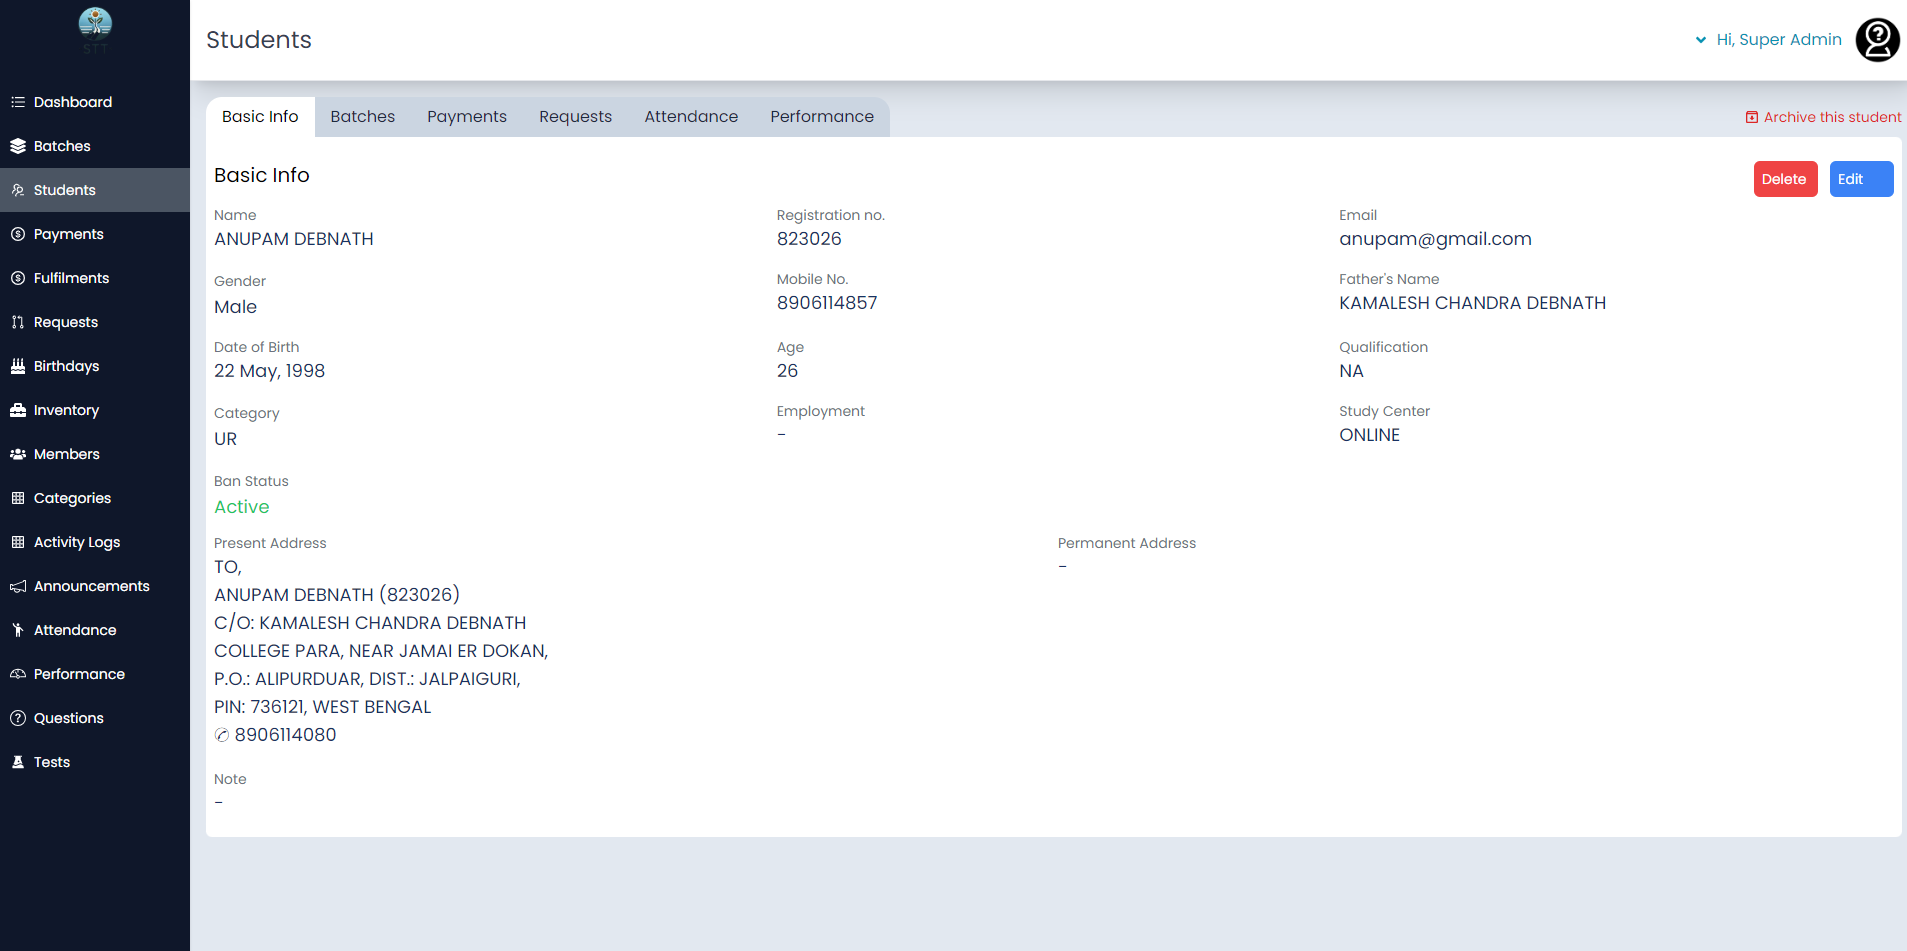 STT
Students
Hi, Super Admin
Dashboard
Batches
Students
Payments
Fulfilments
Requests
Birthdays
Inventory
Members
Categories
Activity Logs
Announcements
Attendance
Performance
Questions
Tests
Basic Info
Batches
Payments
Requests
Attendance
Performance
Archive this student
Basic Info
Delete
Edit
Name
ANUPAM DEBNATH
Registration no.
823026
Email
anupam@gmail.com
Gender
Male
Mobile No.
8906114857
Father's Name
KAMALESH CHANDRA DEBNATH
Date of Birth
22 May, 1998
Age
26
Qualification
NA
Category
UR
Employment
-
Study Center
ONLINE
Ban Status
Active
Present Address
TO,
ANUPAM DEBNATH (823026)
C/O: KAMALESH CHANDRA DEBNATH
COLLEGE PARA, NEAR JAMAI ER DOKAN,
P.O.: ALIPURDUAR, DIST.: JALPAIGURI,
PIN: 736121, WEST BENGAL
✆ 8906114080
Permanent Address
-
Note
-